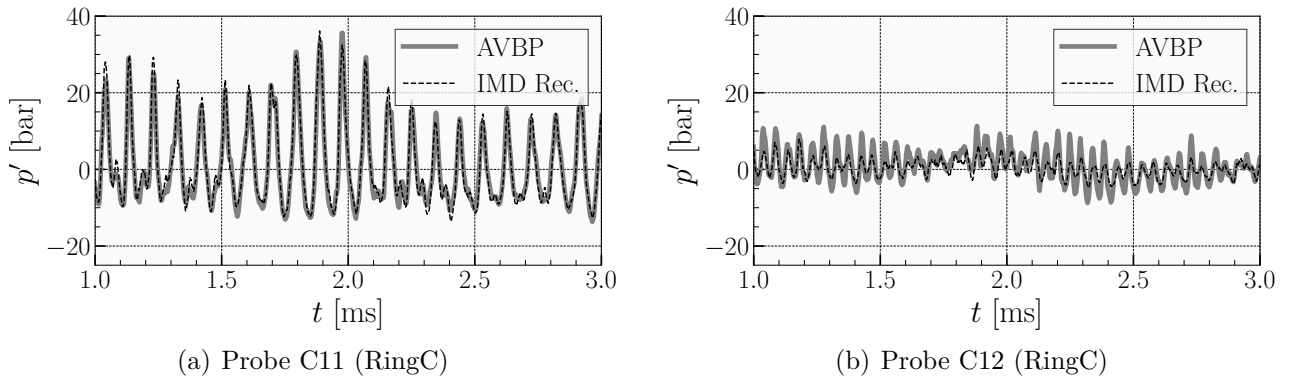 40
20
0
−20
p′ [bar]
AVBP
IMD Rec.
1.0 1.5 2.0 2.5 3.0
t [ms]
(a) Probe C11 (RingC)
40
20
0
−20
p′ [bar]
AVBP
IMD Rec.
1.0 1.5 2.0 2.5 3.0
t [ms]
(b) Probe C12 (RingC)